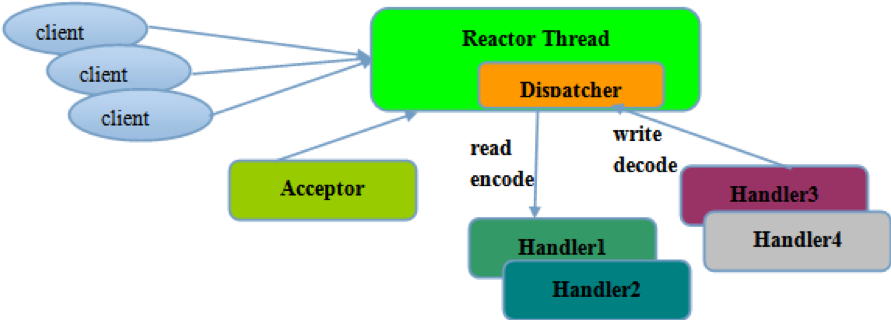 client
client
client
Reactor Thread
Dispatcher
Acceptor
read
encode
write
decode
Handler1
Handler2
Handler3
Handler4